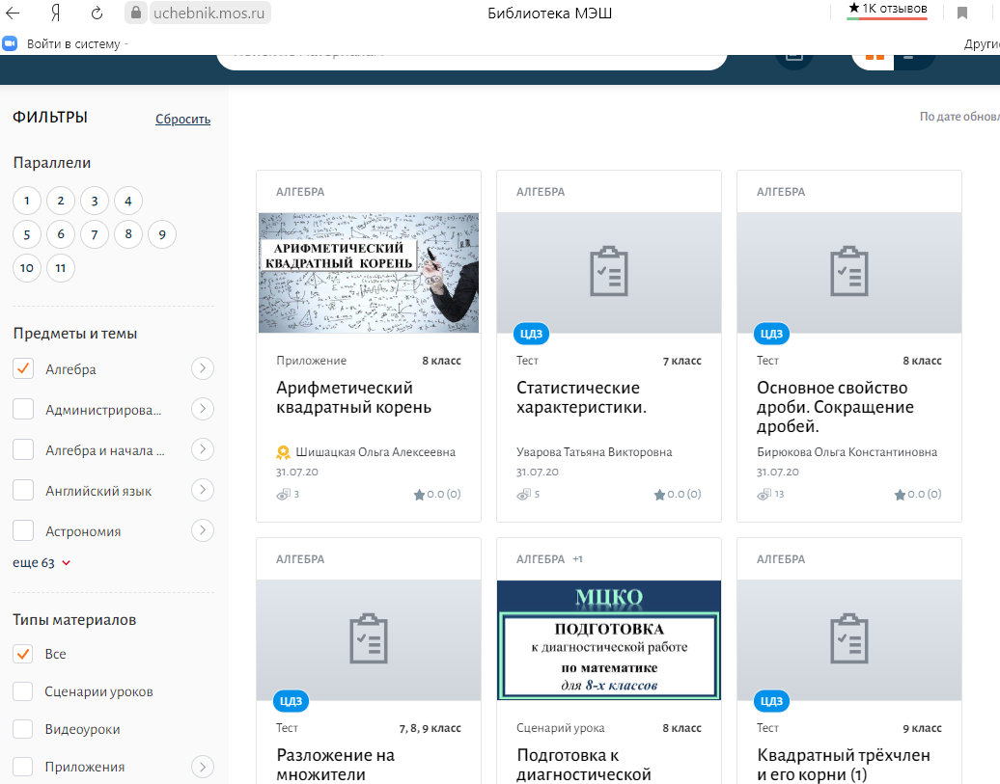 uchebnik.mos.ru
Библиотека МЭШ
★ 1К отзывов
Войти в систему -
Другие
По дате обновл
ФИЛЬТРЫ
Сбросить
Параллели
1 2 3 4
5 6 7 8 9
10 11
Предметы и темы
Алгебра
Администрирова...
Алгебра и начала ...
Английский язык
Астрономия
еще 63
Типы материалов
Все
Сценарии уроков
Видеоуроки
Приложения
АЛГЕБРА
АРИФМЕТИЧЕСКИЙ
КВАДРАТНЫЙ КОРЕНЬ
Приложение 8 класс
Арифметический
квадратный корень
Шишацкая Ольга Алексеевна
31.07.20
3 ★0.0 (0)
АЛГЕБРА
ЦДЗ
Тест 7 класс
Статистические
характеристики.
Уварова Татьяна Викторовна
31.07.20
5 ★0.0 (0)
АЛГЕБРА
ЦДЗ
Тест 8 класс
Основное свойство
дроби. Сокращение
дробей.
Бирюкова Ольга Константиновна
31.07.20
13 ★0.0 (0)
АЛГЕБРА
ЦДЗ
Тест 7, 8, 9 класс
Разложение на
множители
АЛГЕБРА +1
МЦКО
ПОДГОТОВКА
к диагностической работе
по математике
для 8-х классов
Сценарий урока 8 класс
Подготовка к
диагностической
АЛГЕБРА
ЦДЗ
Тест 9 класс
Квадратный трёхчлен
и его корни (1)